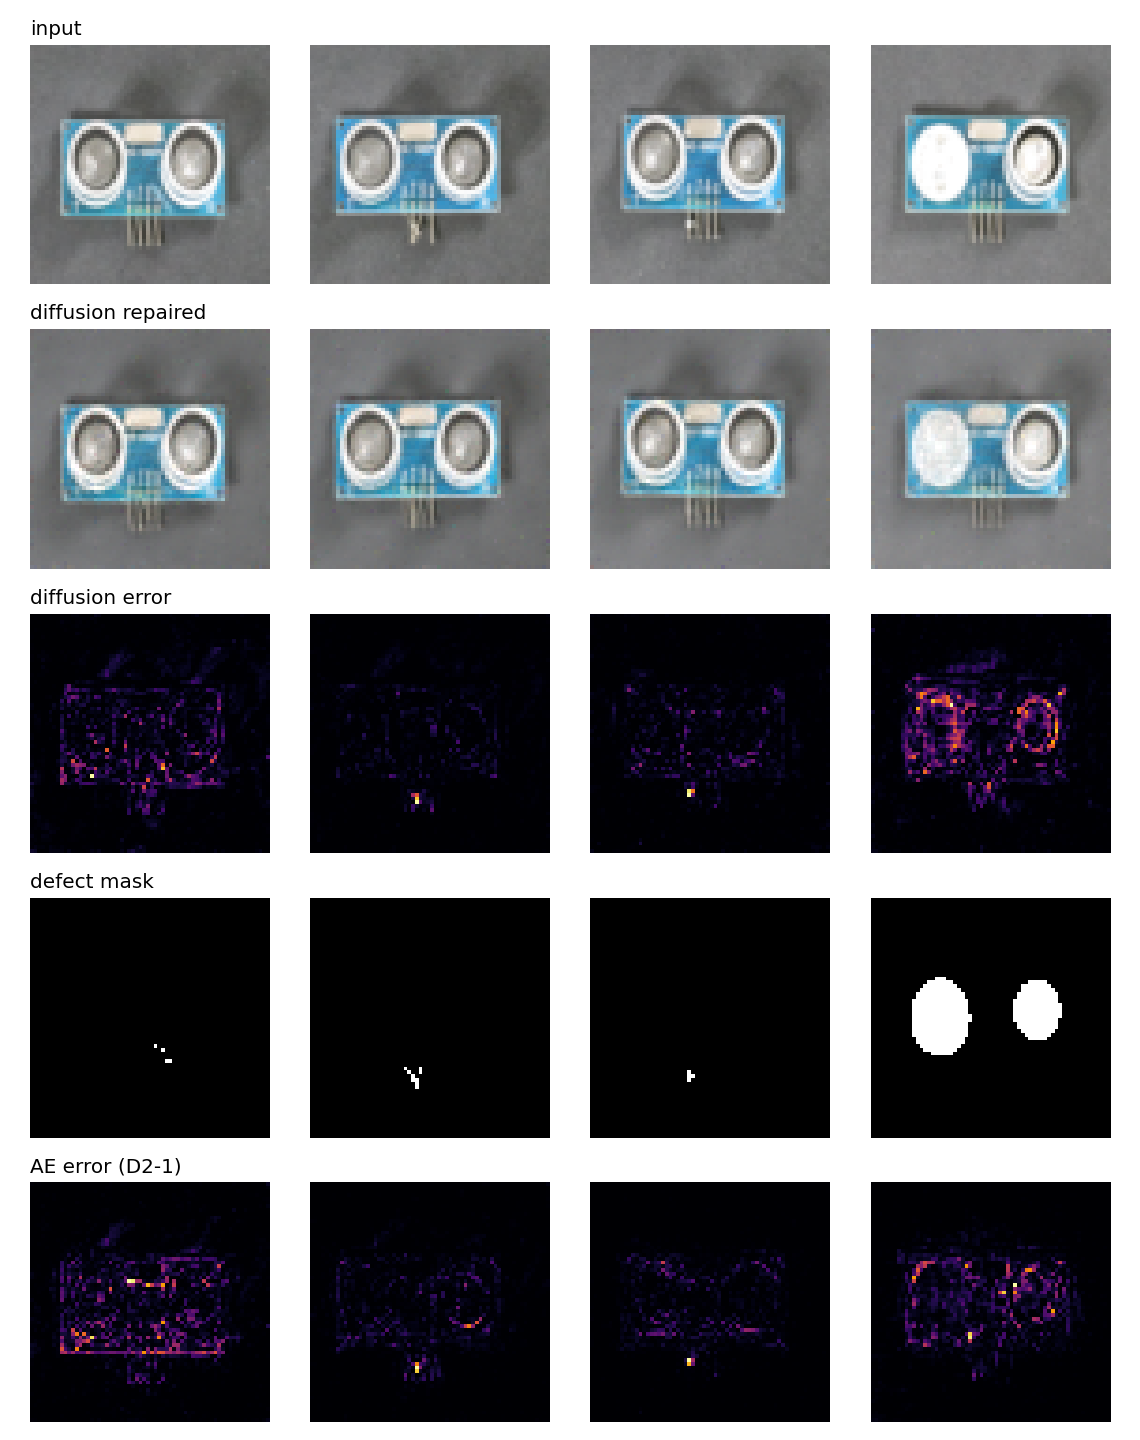 input
diffusion repaired
diffusion error
defect mask
AE error (D2-1)